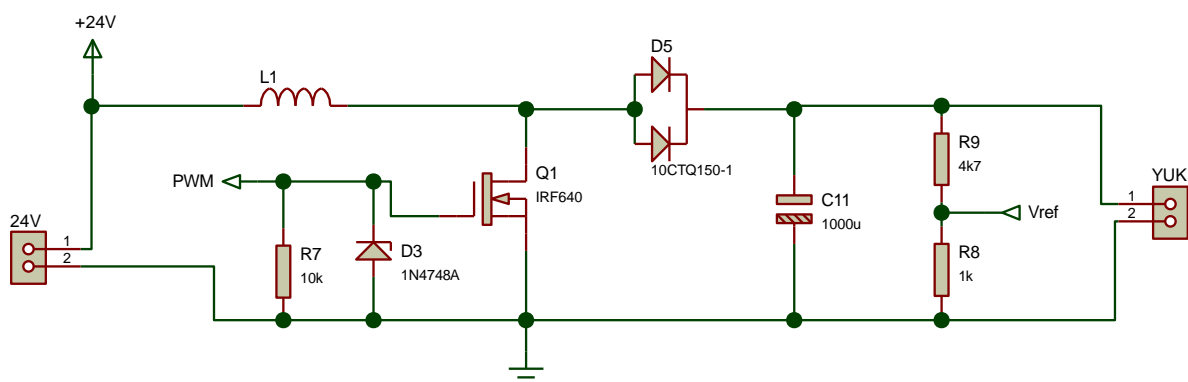 +24V
L1
D5
10CTQ150-1
R9
4k7
YUK
1
2
PWM
Q1
IRF640
C11
1000u
Vref
24V
1
2
R7
10k
D3
1N4748A
R8
1k